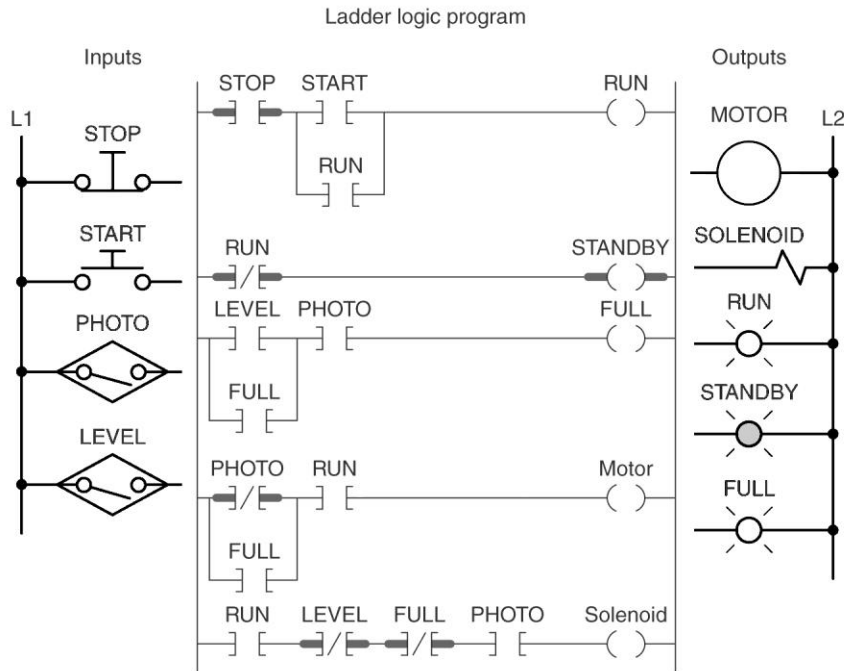 Ladder logic program
Inputs
Outputs
L1
STOP
START
PHOTO
LEVEL
STOP START RUN
RUN
RUN STANDBY
LEVEL PHOTO FULL
FULL
PHOTO RUN Motor
FULL
RUN LEVEL FULL PHOTO Solenoid
MOTOR
L2
SOLENOID
RUN
STANDBY
FULL